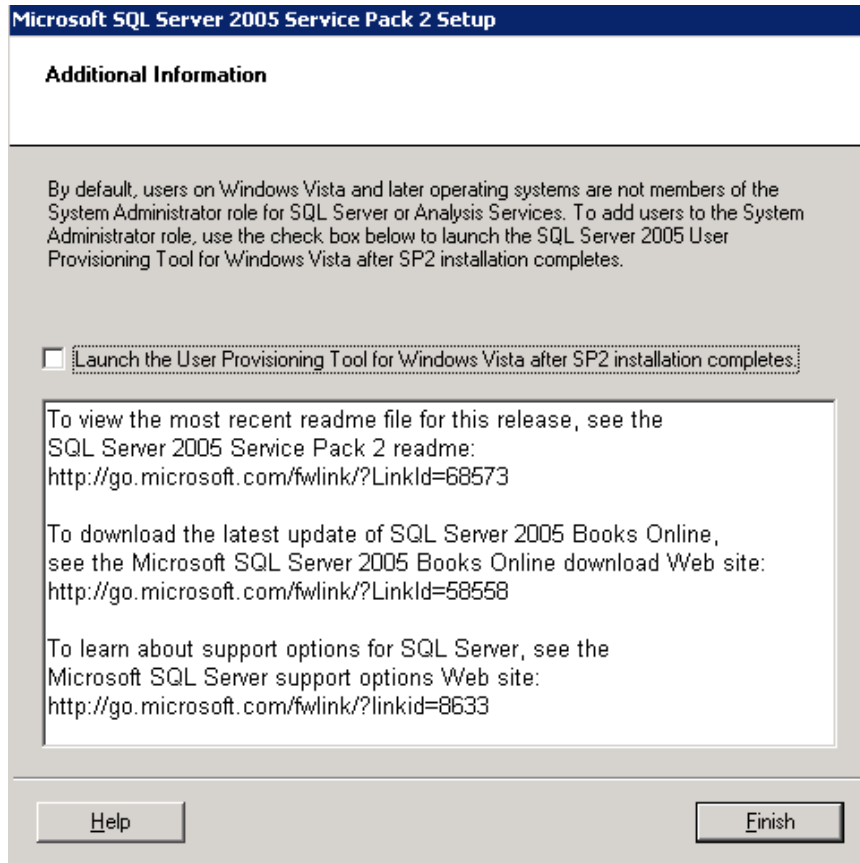 Microsoft SQL Server 2005 Service Pack 2 Setup
Additional Information
By default, users on Windows Vista and later operating systems are not members of the
System Administrator role for SQL Server or Analysis Services. To add users to the System
Administrator role, use the check box below to launch the SQL Server 2005 User
Provisioning Tool for Windows Vista after SP2 installation completes.
Launch the User Provisioning Tool for Windows Vista after SP2 installation completes.
To view the most recent readme file for this release, see the
SQL Server 2005 Service Pack 2 readme:
http://go.microsoft.com/fwlink/?LinkId=68573
To download the latest update of SQL Server 2005 Books Online,
see the Microsoft SQL Server 2005 Books Online download Web site:
http://go.microsoft.com/fwlink/?LinkId=58558
To learn about support options for SQL Server, see the
Microsoft SQL Server support options Web site:
http://go.microsoft.com/fwlink/?linkid=8633
Help
Finish